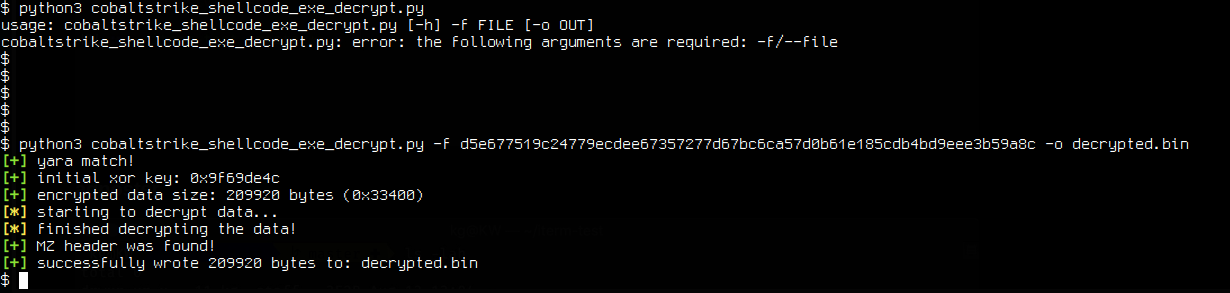 $ python3 cobaltstrike_shellcode_exe_decrypt.py
usage: cobaltstrike_shellcode_exe_decrypt.py [-h] -f FILE [-o OUT]
cobaltstrike_shellcode_exe_decrypt.py: error: the following arguments are required: -f/--file
$
$
$
$
$
$ python3 cobaltstrike_shellcode_exe_decrypt.py -f d5e677519c24779ecdee67357277d67bc6ca57d0b61e185cdb4bd9eee3b59a8c -o decrypted.bin
[+] yara match!
[+] initial xor key: 0x9f69de4c
[+] encrypted data size: 209920 bytes (0x33400)
[*] starting to decrypt data...
[*] finished decrypting the data!
[+] MZ header was found!
[+] successfully wrote 209920 bytes to: decrypted.bin
$